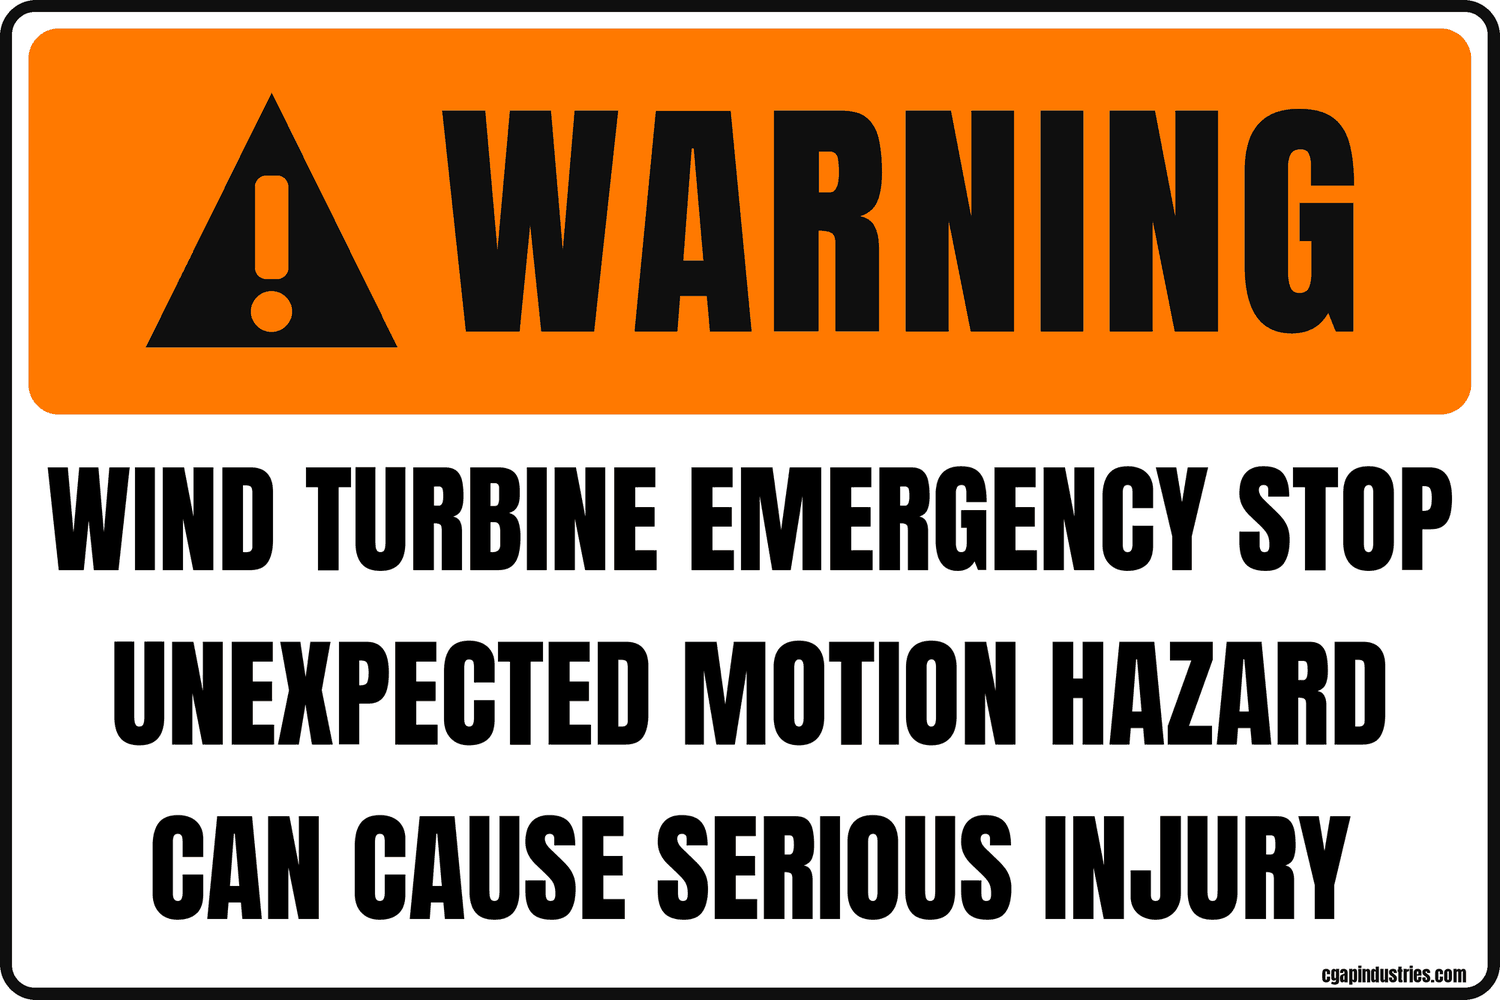 WARNING
WIND TURBINE EMERGENCY STOP
UNEXPECTED MOTION HAZARD
CAN CAUSE SERIOUS INJURY
cgapindustries.com